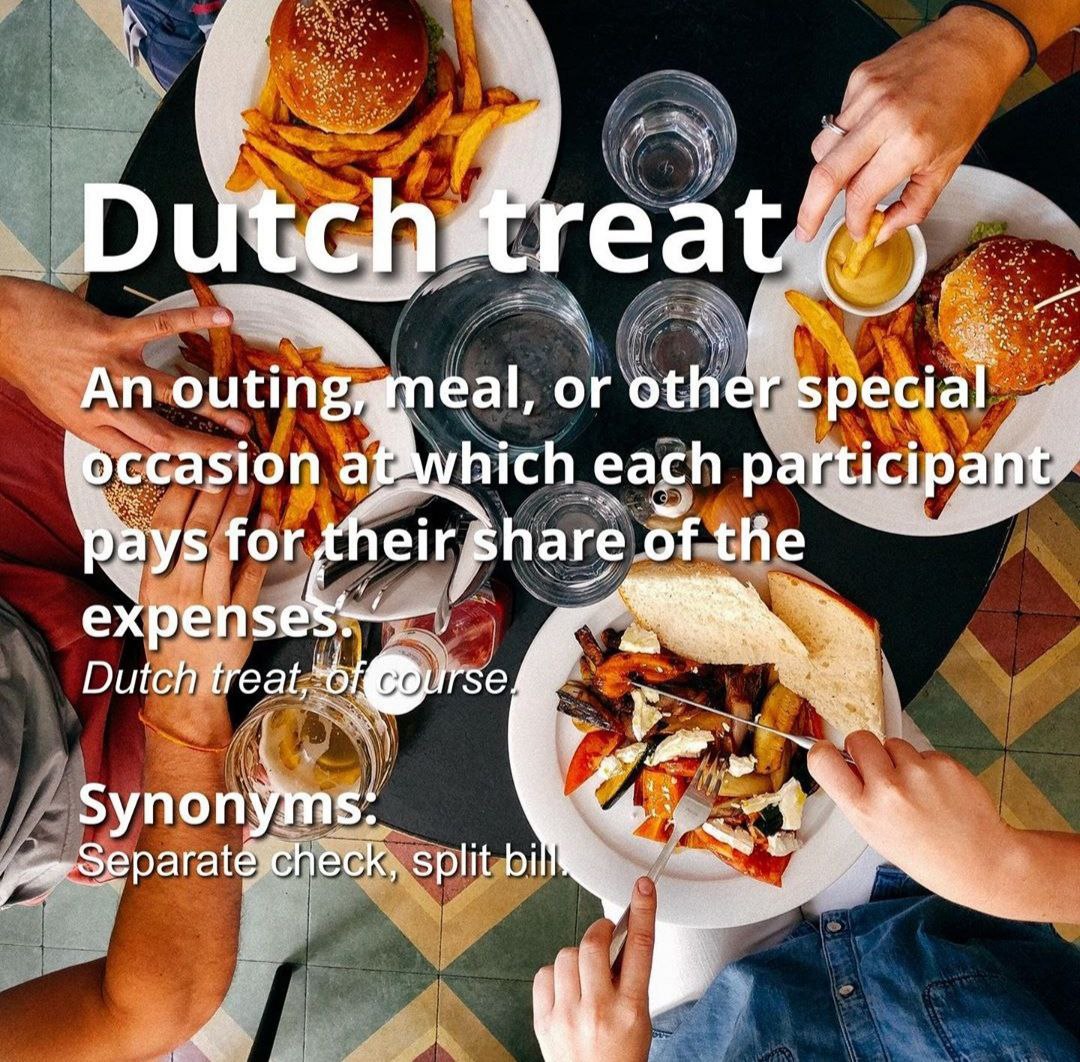 Dutch treat
An outing, meal, or other special
occasion at which each participant
pays for their share of the
expenses.
Dutch treat, of course.
Synonyms:
Separate check, split bill.